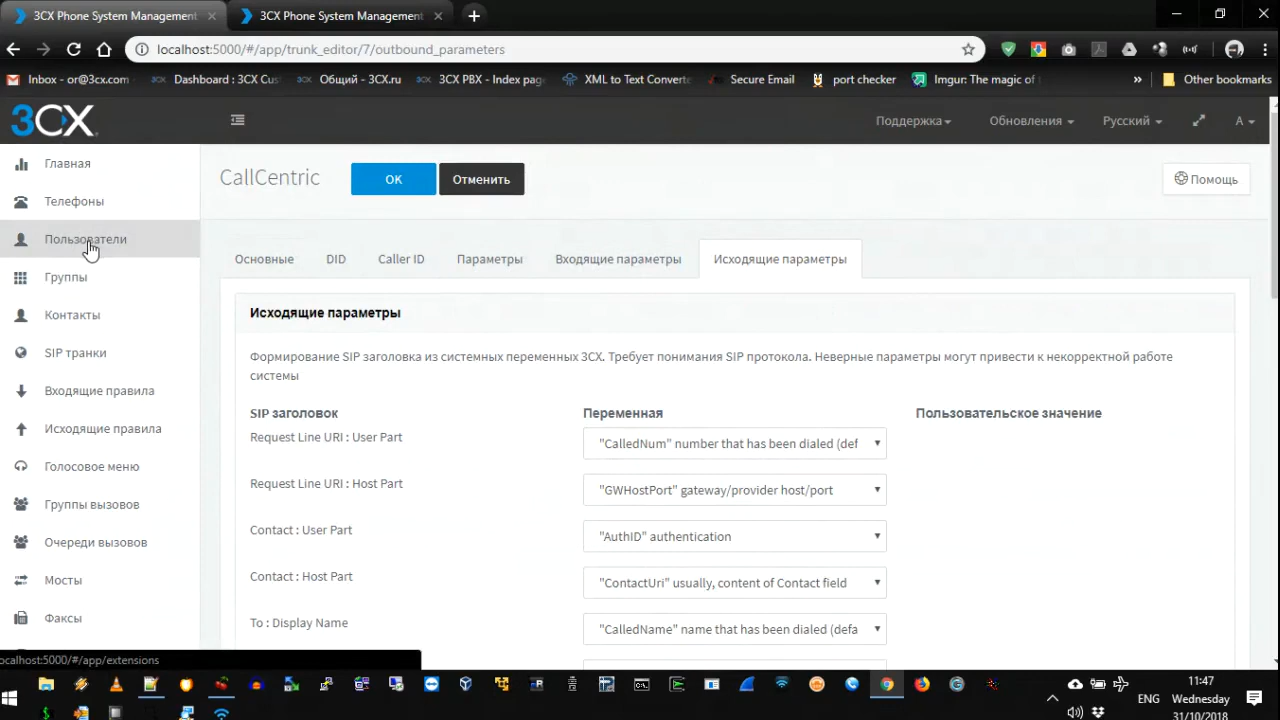 3CX Phone System Management
3CX Phone System Management
localhost:5000/#/app/trunk_editor/7/outbound_parameters
Inbox - or@3cx.com
Dashboard : 3CX Cus
Общий - 3CX.ru
3CX PBX - Index page
XML to Text Converte
Secure Email
port checker
Imgur: The magic of
»
Other bookmarks
3CX
Поддержка
Обновления
Русский
A
Главная
Телефоны
Пользователи
Группы
Контакты
SIP транки
Входящие правила
Исходящие правила
Голосовое меню
Группы вызовов
Очереди вызовов
Мосты
Факсы
CallCentric
OK
Отменить
Помощь
Основные
DID
Caller ID
Параметры
Входящие параметры
Исходящие параметры
Исходящие параметры
Формирование SIP заголовка из системных переменных 3CX. Требует понимания SIP протокола. Неверные параметры могут привести к некорректной работе
системы
SIP заголовок
Переменная
Пользовательское значение
Request Line URI : User Part
"CalledNum" number that has been dialed (def
Request Line URI : Host Part
"GWHostPort" gateway/provider host/port
Contact : User Part
"AuthID" authentication
Contact : Host Part
"ContactUri" usually, content of Contact field
To : Display Name
"CalledName" name that has been dialed (defa
ocalhost:5000/#/app/extensions
ENG
11:47
Wednesday
31/10/2018